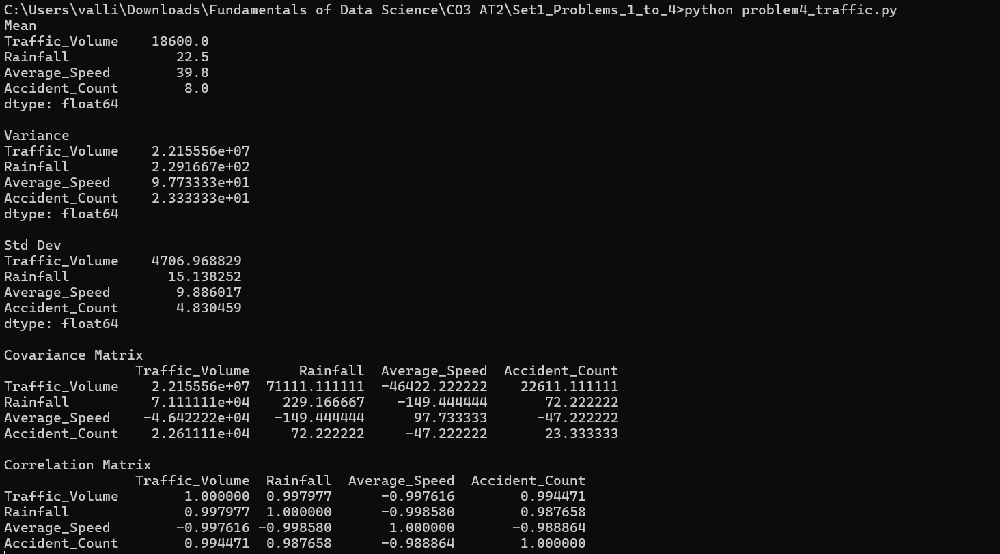 C:\Users\valli\Downloads\Fundamentals of Data Science\CO3 AT2\Set1_Problems_1_to_4>python problem4_traffic.py
Mean
Traffic_Volume    18600.0
Rainfall             22.5
Average_Speed        39.8
Accident_Count        8.0
dtype: float64

Variance
Traffic_Volume    2.215556e+07
Rainfall          2.291667e+02
Average_Speed     9.773333e+01
Accident_Count    2.333333e+01
dtype: float64

Std Dev
Traffic_Volume    4706.968829
Rainfall            15.138252
Average_Speed        9.886017
Accident_Count       4.830459
dtype: float64

Covariance Matrix
                Traffic_Volume      Rainfall  Average_Speed  Accident_Count
Traffic_Volume    2.215556e+07  71111.111111  -46422.222222    22611.111111
Rainfall          7.111111e+04    229.166667    -149.444444       72.222222
Average_Speed    -4.642222e+04   -149.444444      97.733333      -47.222222
Accident_Count    2.261111e+04     72.222222     -47.222222       23.333333

Correlation Matrix
                Traffic_Volume  Rainfall  Average_Speed  Accident_Count
Traffic_Volume        1.000000  0.997977      -0.997616        0.994471
Rainfall              0.997977  1.000000      -0.998580        0.987658
Average_Speed        -0.997616 -0.998580       1.000000       -0.988864
Accident_Count        0.994471  0.987658      -0.988864        1.000000